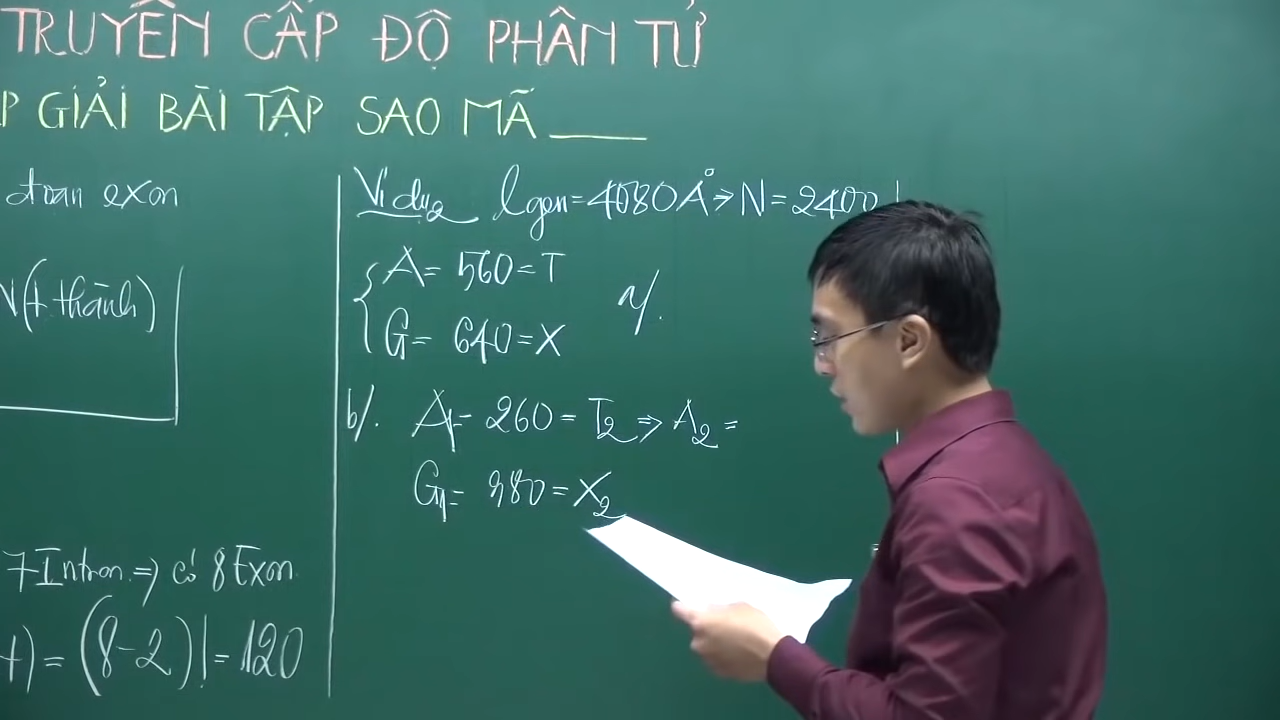 TRUYỀN CẤP ĐỘ PHÂN TỬ
P GIẢI BÀI TẬP SAO MÃ
đoạn exon
N(t. thành)
7 Intron. => có 8 Exon
t) = (8-2)! = 120
Ví dụ2 lgen = 4080Å => N = 2400
A = 560 = T
G = 640 = X
a/.
b/. A1 = 260 = T2 => A2 =
G1 = 380 = X2